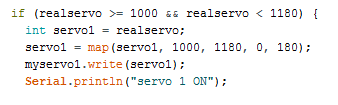 if (realservo >= 1000 && realservo < 1180) {
int servo1 = realservo;
servo1 = map(servo1, 1000, 1180, 0, 180);
myservo1.write(servo1);
Serial.println("servo 1 ON");